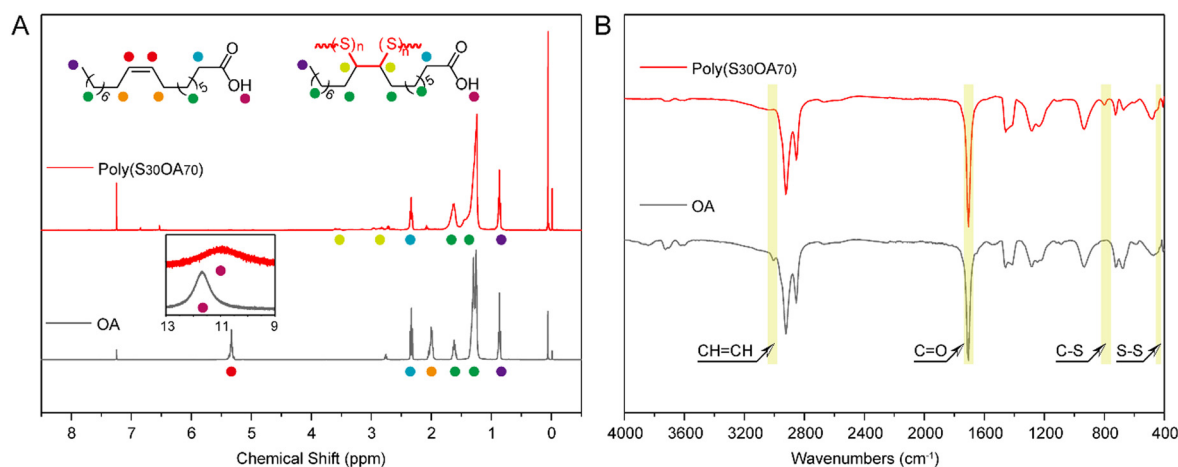 A
(S)n (S)n
O
OH
6
5
O
OH
6
5
Poly(S30OA70)
13 11 9
OA
8 7 6 5 4 3 2 1 0
Chemical Shift (ppm)
B
Poly(S30OA70)
OA
CH=CH
C=O
C-S
S-S
4000 3600 3200 2800 2400 2000 1600 1200 800 400
Wavenumbers (cm⁻¹)